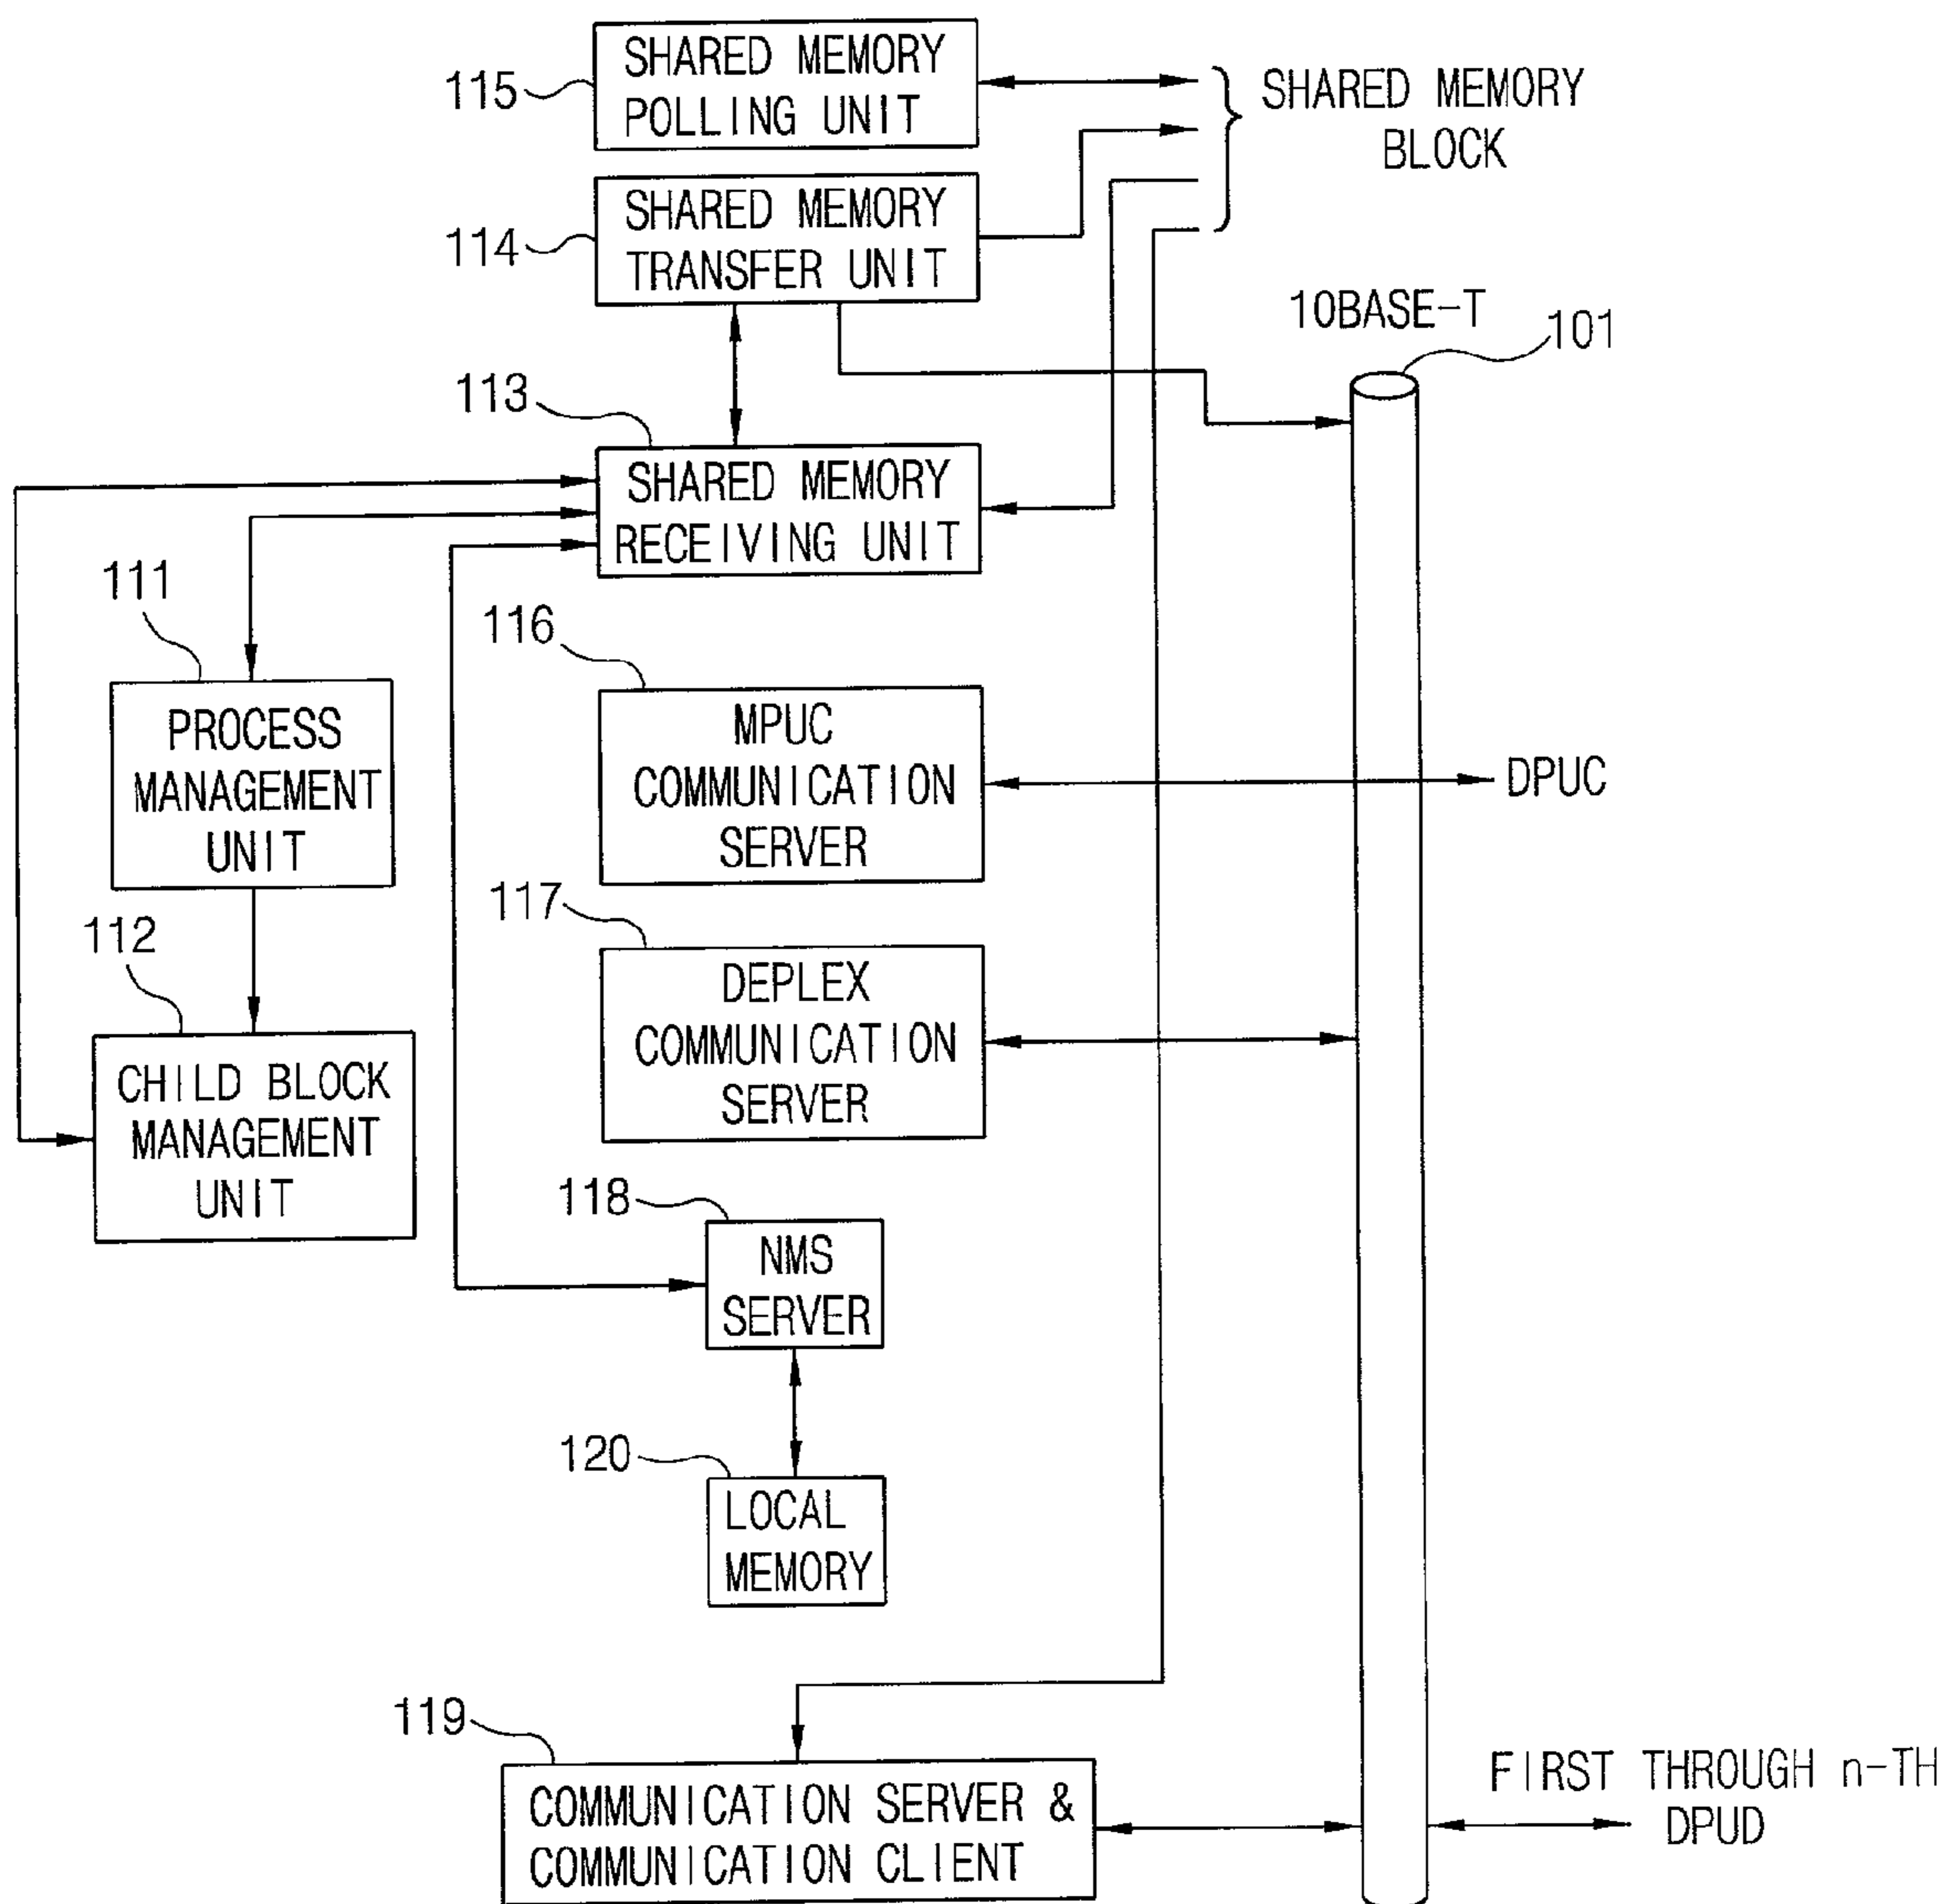 SHARED MEMORY
POLLING UNIT
115
SHARED MEMORY
BLOCK
SHARED MEMORY
TRANSFER UNIT
114
10BASE-T
101
113
SHARED MEMORY
RECEIVING UNIT
111
PROCESS
MANAGEMENT
UNIT
116
MPUC
COMMUNICATION
SERVER
DPUC
112
CHILD BLOCK
MANAGEMENT
UNIT
117
DEPLEX
COMMUNICATION
SERVER
118
NMS
SERVER
120
LOCAL
MEMORY
119
COMMUNICATION SERVER &
COMMUNICATION CLIENT
FIRST THROUGH n-TH
DPUD